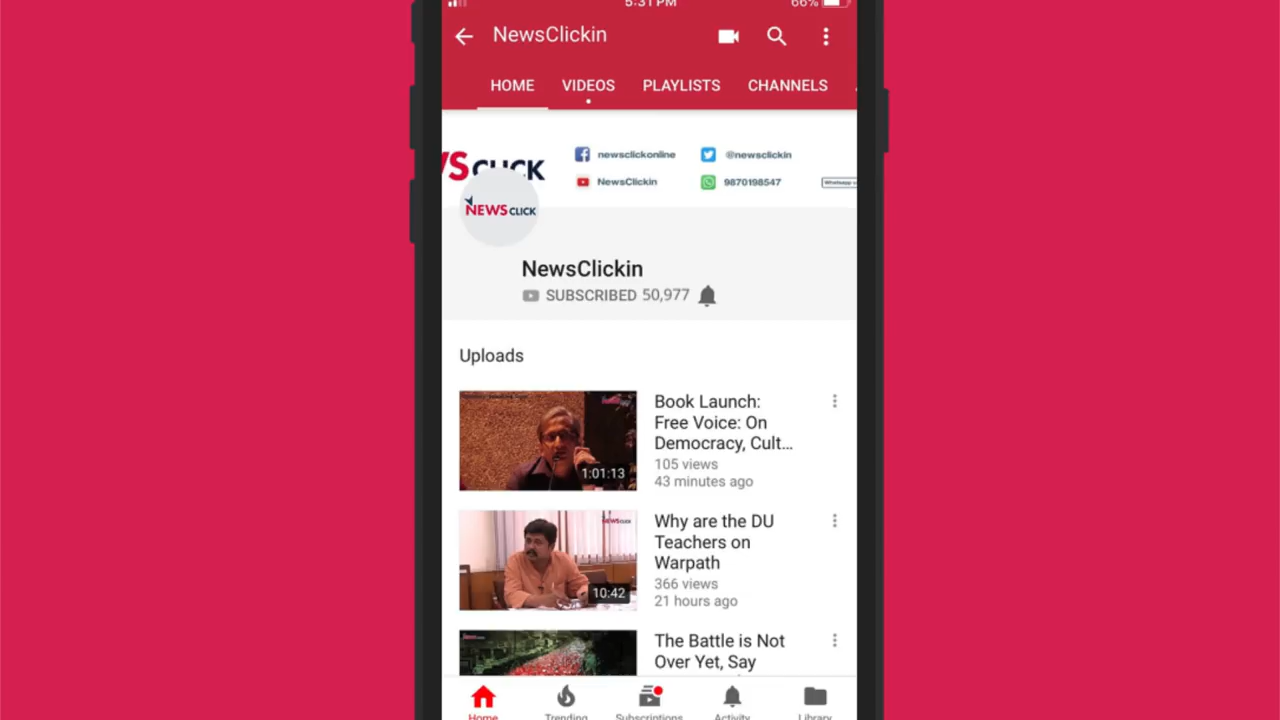 5:31 PM
66%
NewsClickin
HOME VIDEOS PLAYLISTS CHANNELS
CLICK
newsclickonline @newsclickin
NewsClickin 9870198547
NEWS CLICK
NewsClickin
SUBSCRIBED 50,977
Uploads
Book Launch:
Free Voice: On
Democracy, Cult...
105 views
43 minutes ago
1:01:13
Why are the DU
Teachers on
Warpath
366 views
21 hours ago
NEWSCLICK
10:42
The Battle is Not
Over Yet, Say
Home Trending Subscriptions Activity Library